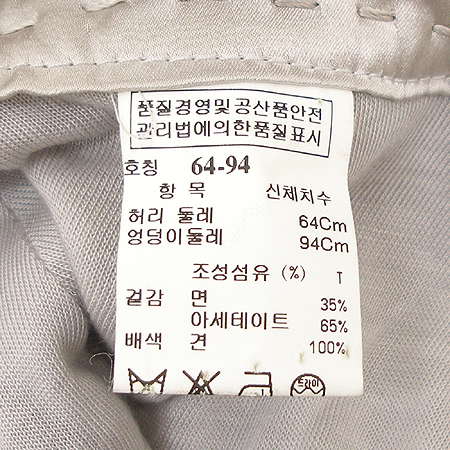 품질경영및공산품안전
관리법에의한품질표시
호칭 64-94
항 목 신체치수
허리 둘레 64Cm
엉덩이둘레 94Cm
조성섬유 (%) T
겉감 면 35%
아세테이트 65%
배색 견 100%
드라이